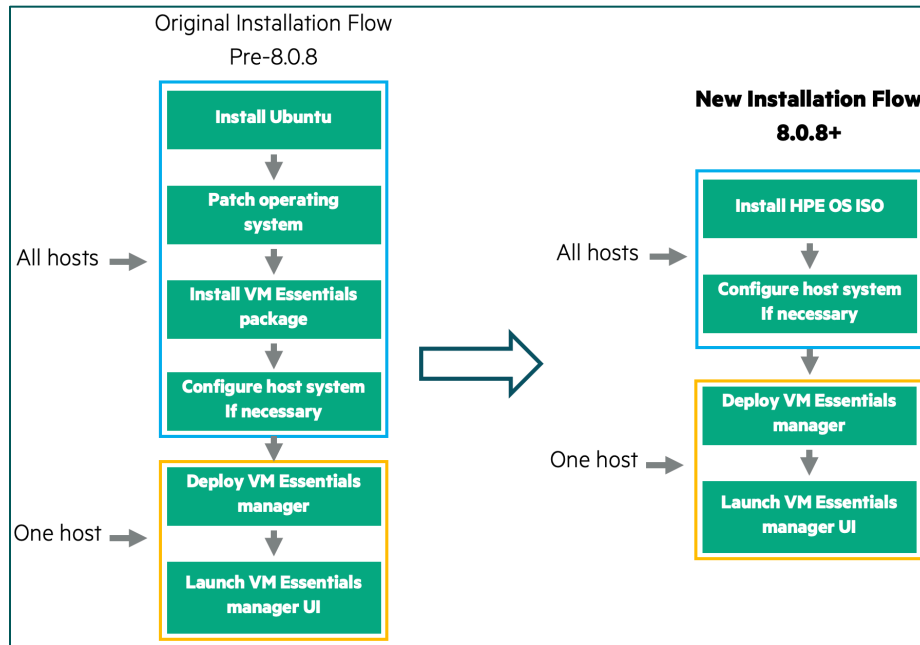 Original Installation Flow
Pre-8.0.8
Install Ubuntu
Patch operating
system
All hosts
Install VM Essentials
package
Configure host system
If necessary
Deploy VM Essentials
manager
One host
Launch VM Essentials
manager UI
New Installation Flow
8.0.8+
Install HPE OS ISO
All hosts
Configure host system
If necessary
Deploy VM Essentials
manager
One host
Launch VM Essentials
manager UI